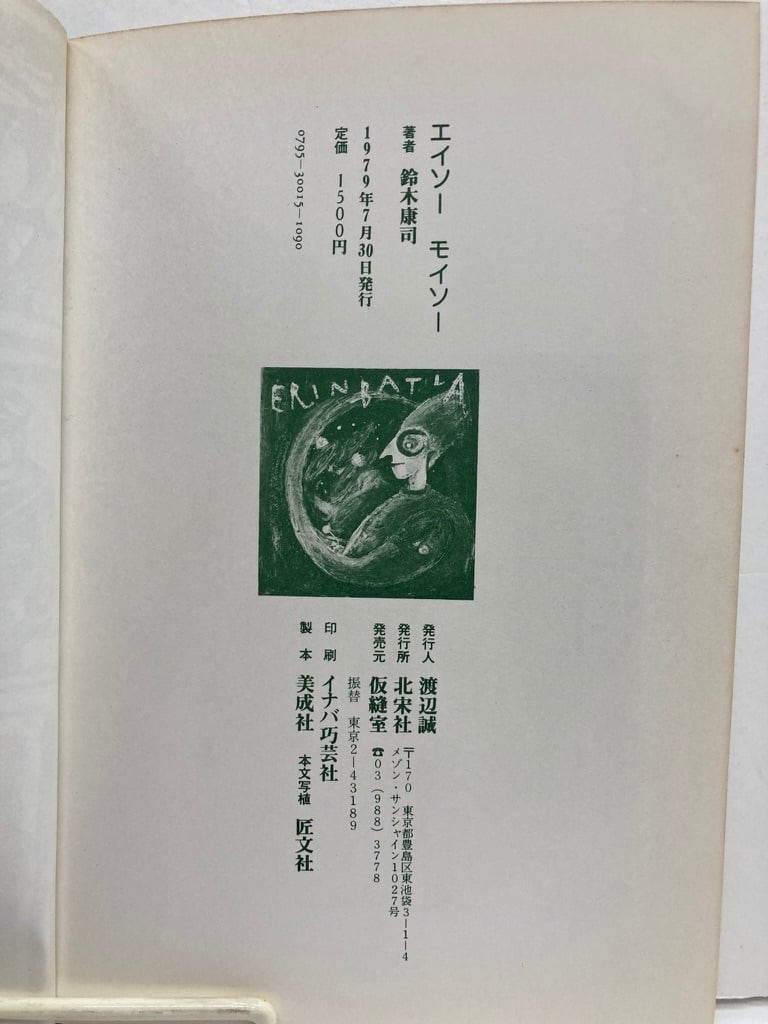 エイソー モイソー
著者 鈴木康司
1979年7月30日発行
定価 1500円
0795—30015—1090
ERINBATLA
発行人 渡辺誠
発行所 北宋社 〒170 東京都豊島区東池袋3—1—4
メゾン・サンシャイン1027号
発売元 仮縫室 ☎03(988)3778
振替 東京2—43189
印刷 イナバ巧芸社
製本 美成社 本文写植 匠文社